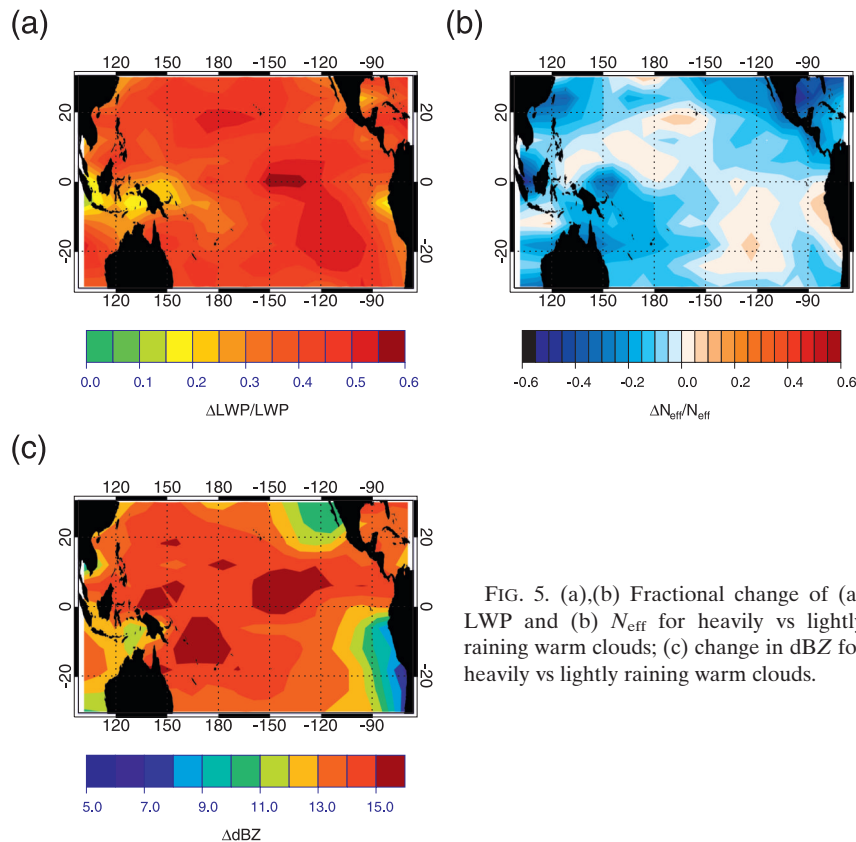 (a)
(b)
120 150 180 -150 -120 -90
120 150 180 -150 -120 -90
20 20 20 20
0 0 0 0
-20 -20 -20 -20
120 150 180 -150 -120 -90
120 150 180 -150 -120 -90
0.0 0.1 0.2 0.3 0.4 0.5 0.6
-0.6 -0.4 -0.2 0.0 0.2 0.4 0.6
ΔLWP/LWP
ΔN_eff/N_eff
(c)
120 150 180 -150 -120 -90
20 20
0 0
-20 -20
120 150 180 -150 -120 -90
5.0 7.0 9.0 11.0 13.0 15.0
ΔdBZ
FIG. 5. (a),(b) Fractional change of (a)
LWP and (b) N_eff for heavily vs lightly
raining warm clouds; (c) change in dBZ fo
heavily vs lightly raining warm clouds.